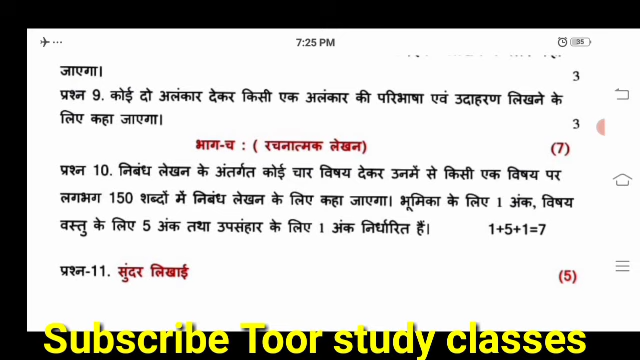 7:25 PM
35
जाएगा।
3
प्रश्न 9. कोई दो अलंकार देकर किसी एक अलंकार की परिभाषा एवं उदाहरण लिखने के
लिए कहा जाएगा।
3
भाग-च : ( रचनात्मक लेखन) (7)
प्रश्न 10. निबंध लेखन के अंतर्गत कोई चार विषय देकर उनमें से किसी एक विषय पर
लगभग 150 शब्दों में निबंध लेखन के लिए कहा जाएगा। भूमिका के लिए 1 अंक, विषय
वस्तु के लिए 5 अंक तथा उपसंहार के लिए 1 अंक निर्धारित हैं। 1+5+1=7
प्रश्न-11. सुंदर लिखाई (5)
Subscribe Toor study classes